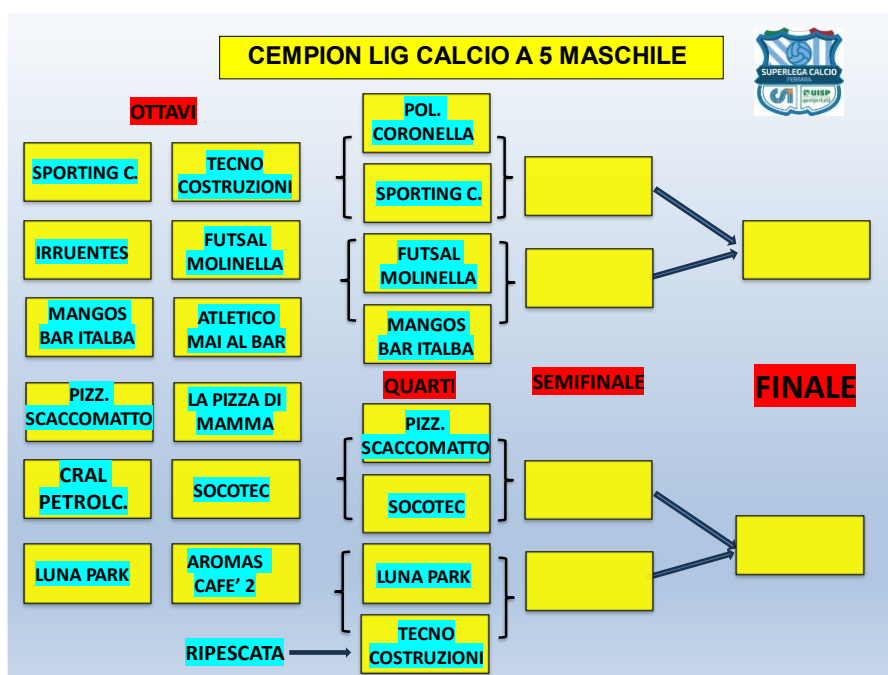 CEMPION LIG CALCIO A 5 MASCHILE
SUPERLEGA CALCIO
FERRARA
UISP
sportpertutti
OTTAVI
SPORTING C.
TECNO
COSTRUZIONI
IRRUENTES
FUTSAL
MOLINELLA
MANGOS
BAR ITALBA
ATLETICO
MAI AL BAR
PIZZ.
SCACCOMATTO
LA PIZZA DI
MAMMA
CRAL
PETROLC.
SOCOTEC
LUNA PARK
AROMAS
CAFE’ 2
RIPESCATA
POL.
CORONELLA
SPORTING C.
FUTSAL
MOLINELLA
MANGOS
BAR ITALBA
QUARTI
PIZZ.
SCACCOMATTO
SOCOTEC
LUNA PARK
TECNO
COSTRUZIONI
SEMIFINALE
FINALE